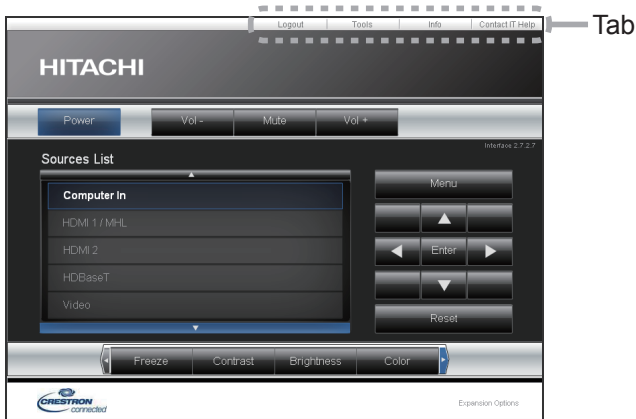 Logout Tools Info Contact IT Help
Tab
HITACHI
Power Vol - Mute Vol +
Interface 2.7.2.7
Sources List
Menu
Computer In
HDMI 1 / MHL
HDMI 2
Enter
HDBaseT
Video
Reset
Freeze Contrast Brightness Color
CRESTRON
connected
Expansion Options